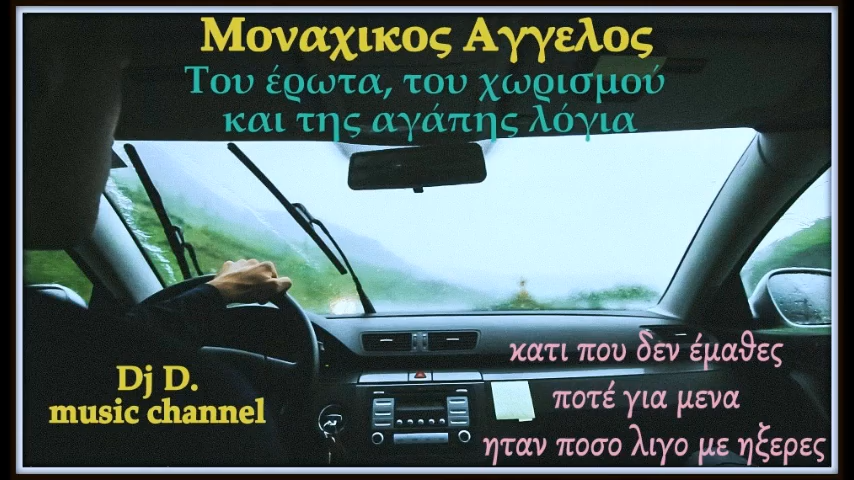 Μοναχικος Αγγελος
Του έρωτα, του χωρισμού
και της αγάπης λόγια
κατι που δεν έμαθες
ποτέ για μενα
ηταν ποσο λιγο με ηξερες
Dj D.
music channel